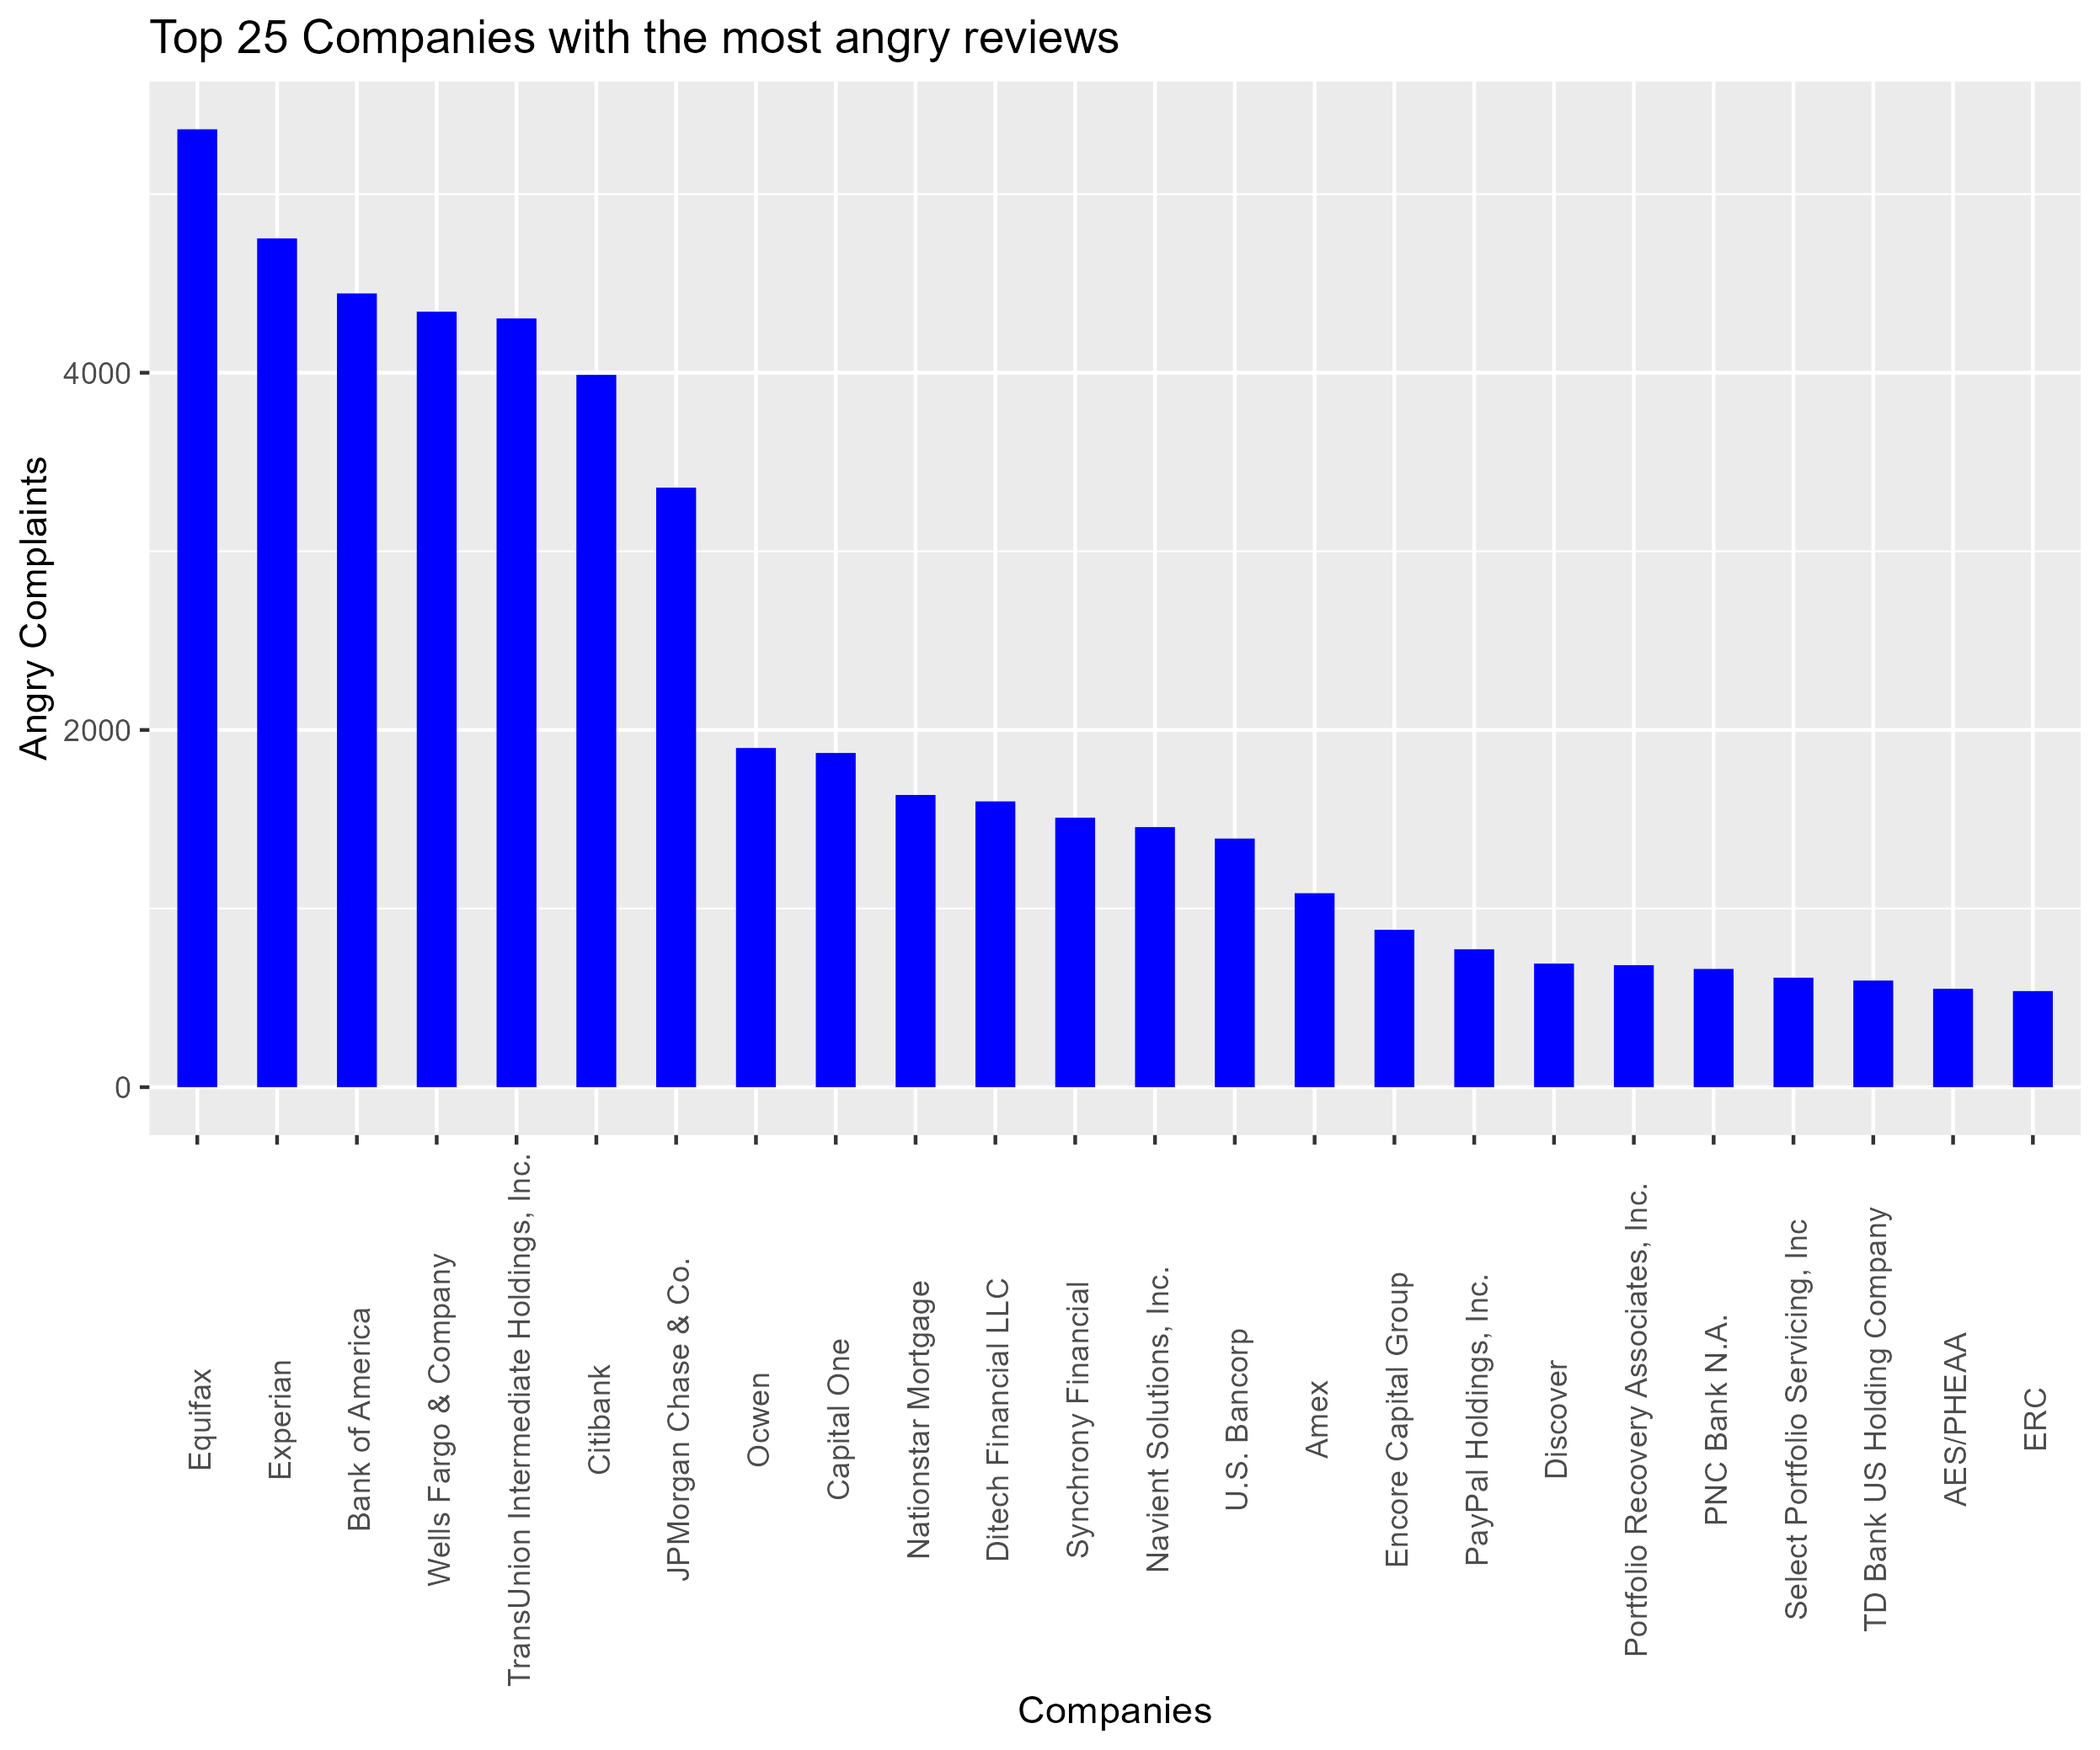 Top 25 Companies with the most angry reviews
Angry Complaints
4000
2000
0
Equifax
Experian
Bank of America
Wells Fargo & Company
TransUnion Intermediate Holdings, Inc.
Citibank
JPMorgan Chase & Co.
Ocwen
Capital One
Nationstar Mortgage
Ditech Financial LLC
Synchrony Financial
Navient Solutions, Inc.
U.S. Bancorp
Amex
Encore Capital Group
PayPal Holdings, Inc.
Discover
Portfolio Recovery Associates, Inc.
PNC Bank N.A.
Select Portfolio Servicing, Inc
TD Bank US Holding Company
AES/PHEAA
ERC
Companies